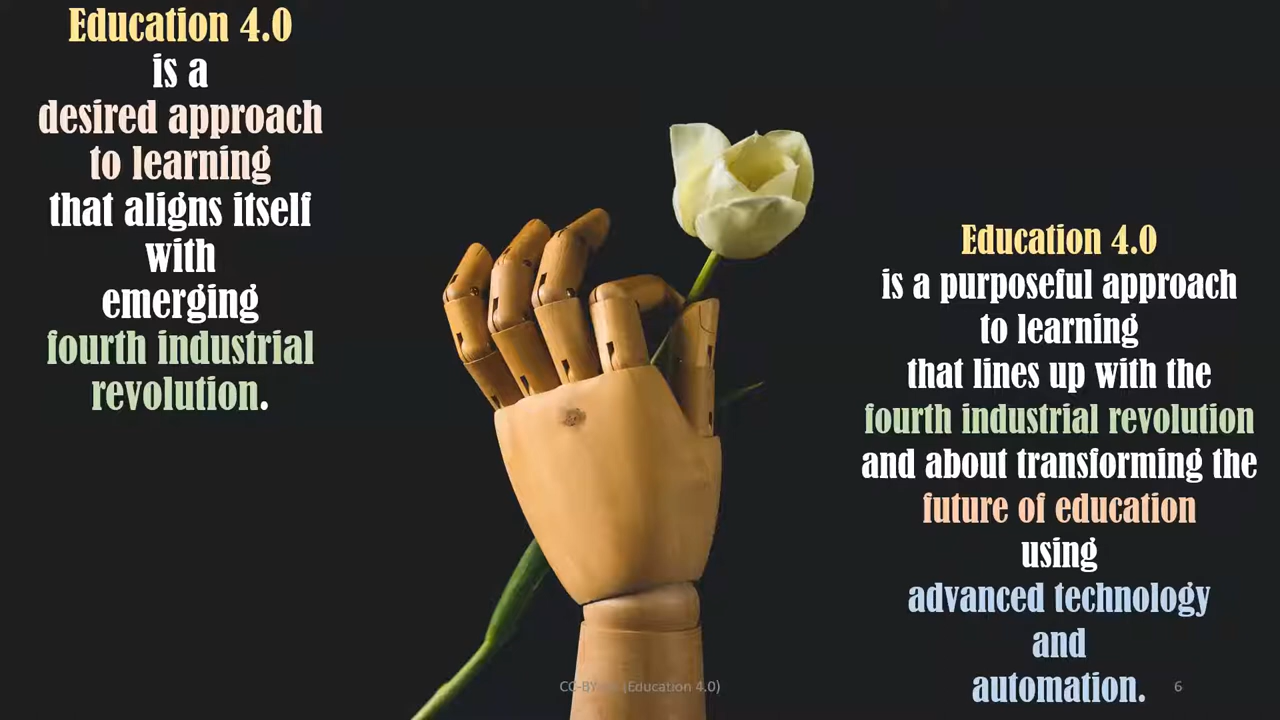 Education 4.0
is a
desired approach
to learning
that aligns itself
with
emerging
fourth industrial
revolution.
Education 4.0
is a purposeful approach
to learning
that lines up with the
fourth industrial revolution
and about transforming the
future of education
using
advanced technology
and
automation.
(Education 4.0)
6